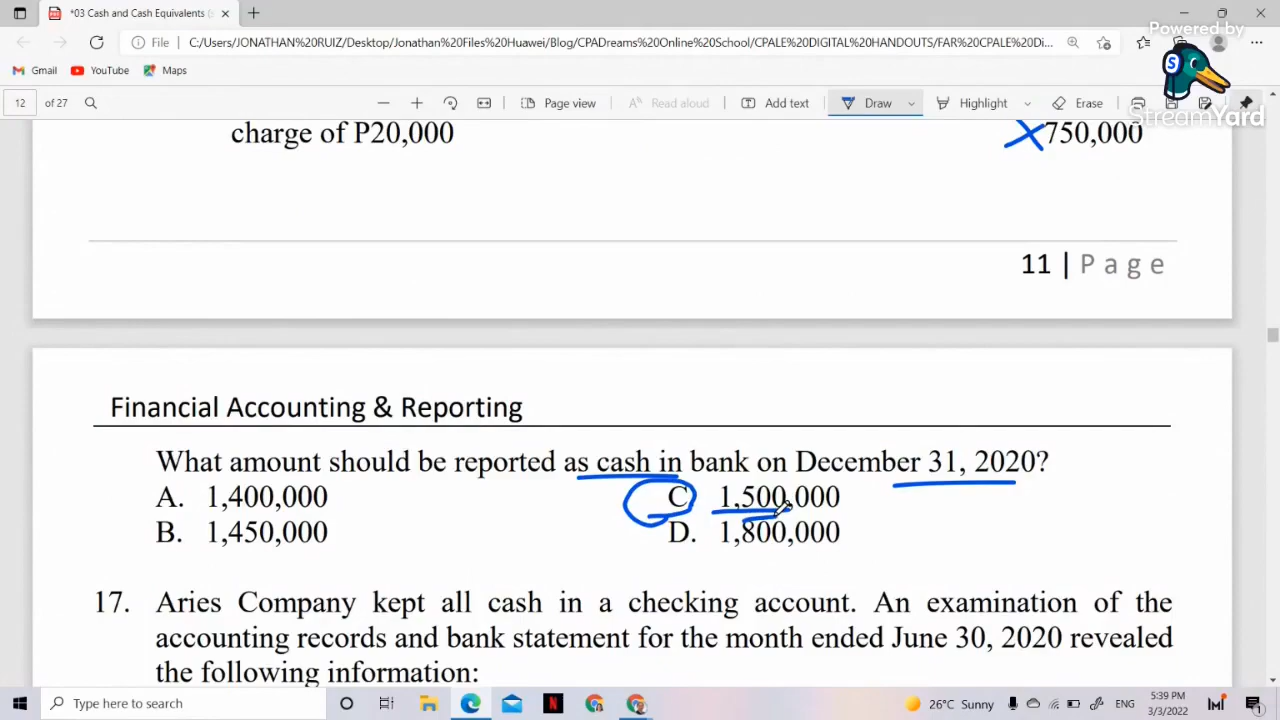 *03 Cash and Cash Equivalents (
Powered by
StreamYard
File
C:/Users/JONATHAN%20RUIZ/Desktop/Jonathan%20Files%20Huawei/Blog/CPADreams%20Online%20School/CPALE%20DIGITAL%20HANDOUTS/FAR%20CPALE%20Di...
Gmail
YouTube
Maps
12 of 27
Page view
Read aloud
Add text
Draw
Highlight
Erase
charge of P20,000 750,000
11 | Page
Financial Accounting & Reporting
What amount should be reported as cash in bank on December 31, 2020?
A. 1,400,000 C. 1,500,000
B. 1,450,000 D. 1,800,000
17. Aries Company kept all cash in a checking account. An examination of the
accounting records and bank statement for the month ended June 30, 2020 revealed
the following information:
Type here to search
26°C Sunny
ENG
5:39 PM
3/3/2022